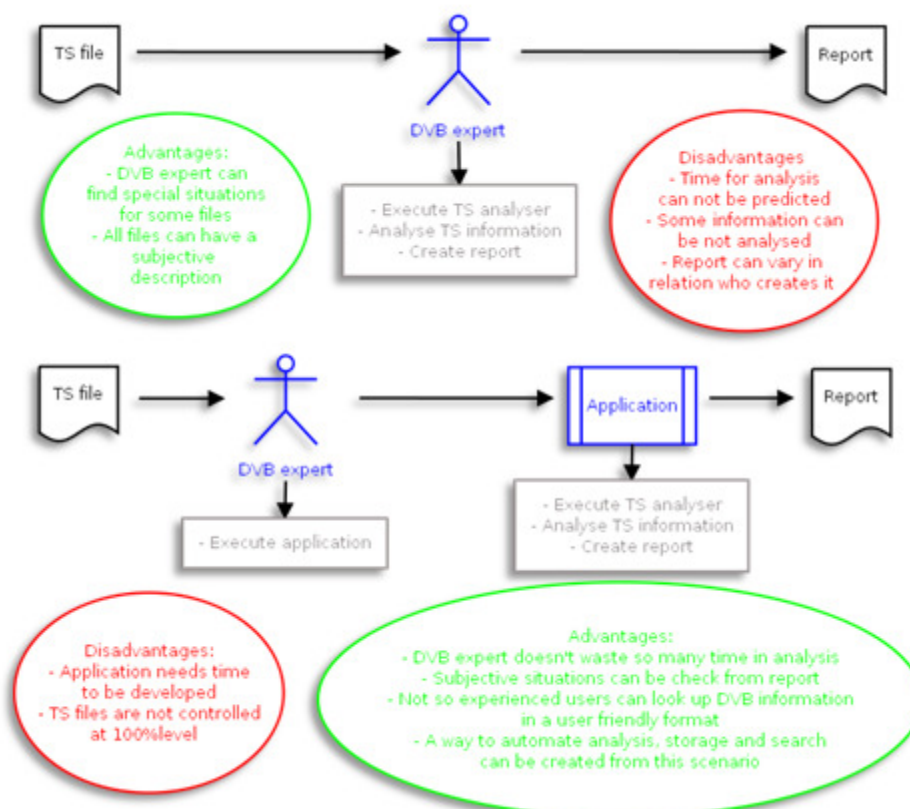 TS file
DVB expert
Report
Advantages:
- DVB expert can
find special situations
for some files
- All files can have a
subjective
description
- Execute TS analyser
- Analyse TS information
- Create report
Disadvantages
- Time for analysis
can not be predicted
- Some information can
be not analysed
- Report can vary in
relation who creates it
TS file
DVB expert
Application
Report
- Execute application
- Execute TS analyser
- Analyse TS information
- Create report
Disadvantages:
- Application needs time
to be developed
- TS files are not controlled
at 100%level
Advantages:
- DVB expert doesn't waste so many time in analysis
- Subjective situations can be check from report
- Not so experienced users can look up DVB information
in a user friendly format
- A way to automate analysis, storage and search
can be created from this scenario